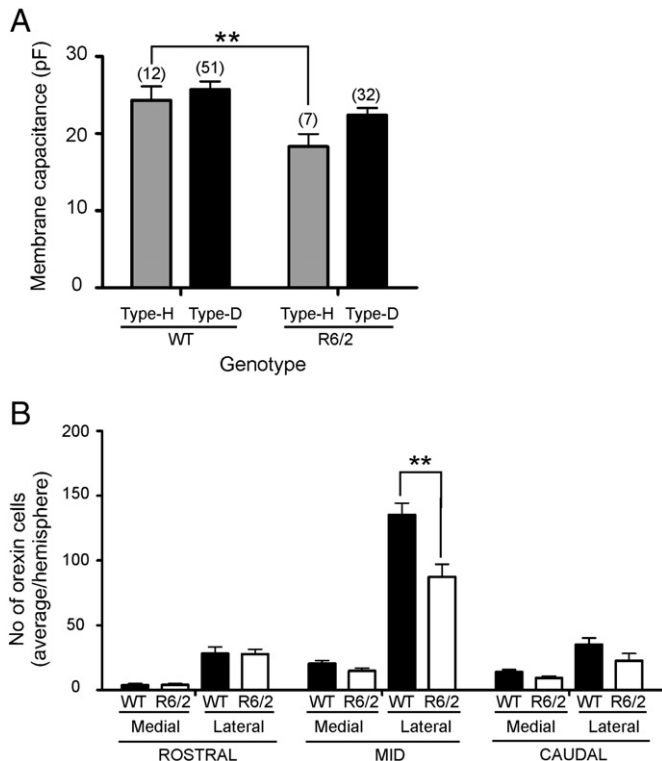 A
**
30
20
10
0
Membrane capacitance (pF)
(12) (51)
(7) (32)
Type-H Type-D Type-H Type-D
WT R6/2
Genotype
B
200
150
100
50
0
No of orexin cells
(average/hemisphere)
**
WT R6/2 WT R6/2 WT R6/2 WT R6/2 WT R6/2 WT R6/2
Medial Lateral Medial Lateral Medial Lateral
ROSTRAL MID CAUDAL